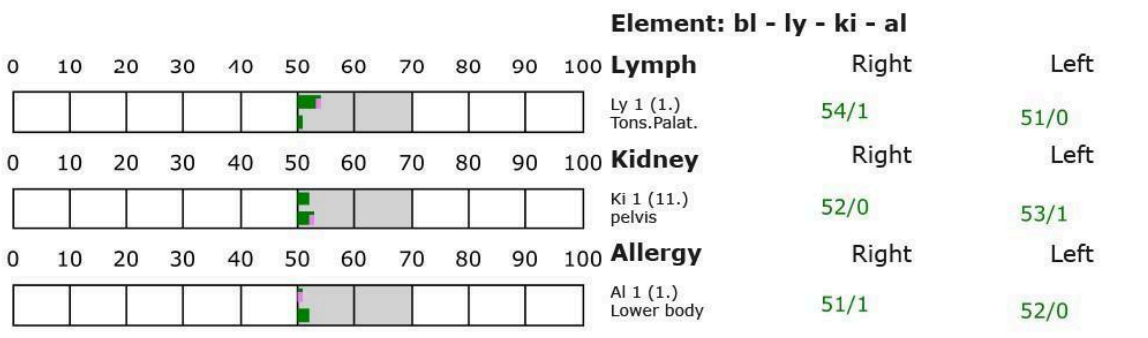 Element: bl - ly - ki - al
0 10 20 30 40 50 60 70 80 90 100 Lymph Right Left
Ly 1 (1.) 54/1 51/0
Tons.Palat.
0 10 20 30 40 50 60 70 80 90 100 Kidney Right Left
Ki 1 (11.) 52/0 53/1
pelvis
0 10 20 30 40 50 60 70 80 90 100 Allergy Right Left
Al 1 (1.) 51/1 52/0
Lower body